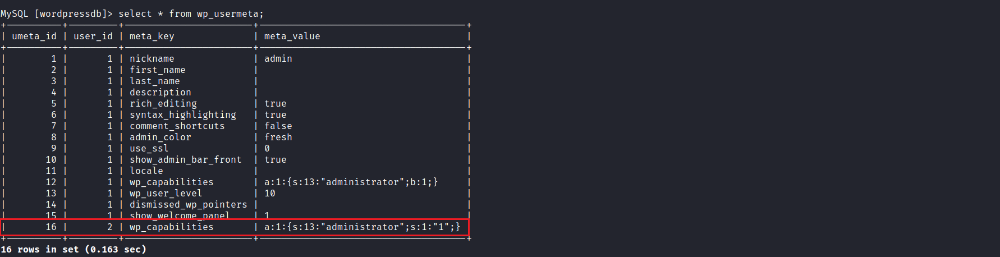 MySQL [wordpressdb]> select * from wp_usermeta;
+----------+---------+-----------------------+-------------------------------------+
| umeta_id | user_id | meta_key              | meta_value                          |
+----------+---------+-----------------------+-------------------------------------+
|        1 |       1 | nickname              | admin                               |
|        2 |       1 | first_name            |                                     |
|        3 |       1 | last_name             |                                     |
|        4 |       1 | description           |                                     |
|        5 |       1 | rich_editing          | true                                |
|        6 |       1 | syntax_highlighting   | true                                |
|        7 |       1 | comment_shortcuts     | false                               |
|        8 |       1 | admin_color           | fresh                               |
|        9 |       1 | use_ssl               | 0                                   |
|       10 |       1 | show_admin_bar_front  | true                                |
|       11 |       1 | locale                |                                     |
|       12 |       1 | wp_capabilities       | a:1:{s:13:"administrator";b:1;}     |
|       13 |       1 | wp_user_level         | 10                                  |
|       14 |       1 | dismissed_wp_pointers |                                     |
|       15 |       1 | show_welcome_panel    | 1                                   |
|       16 |       2 | wp_capabilities       | a:1:{s:13:"administrator";s:1:"1";} |
+----------+---------+-----------------------+-------------------------------------+
16 rows in set (0.163 sec)